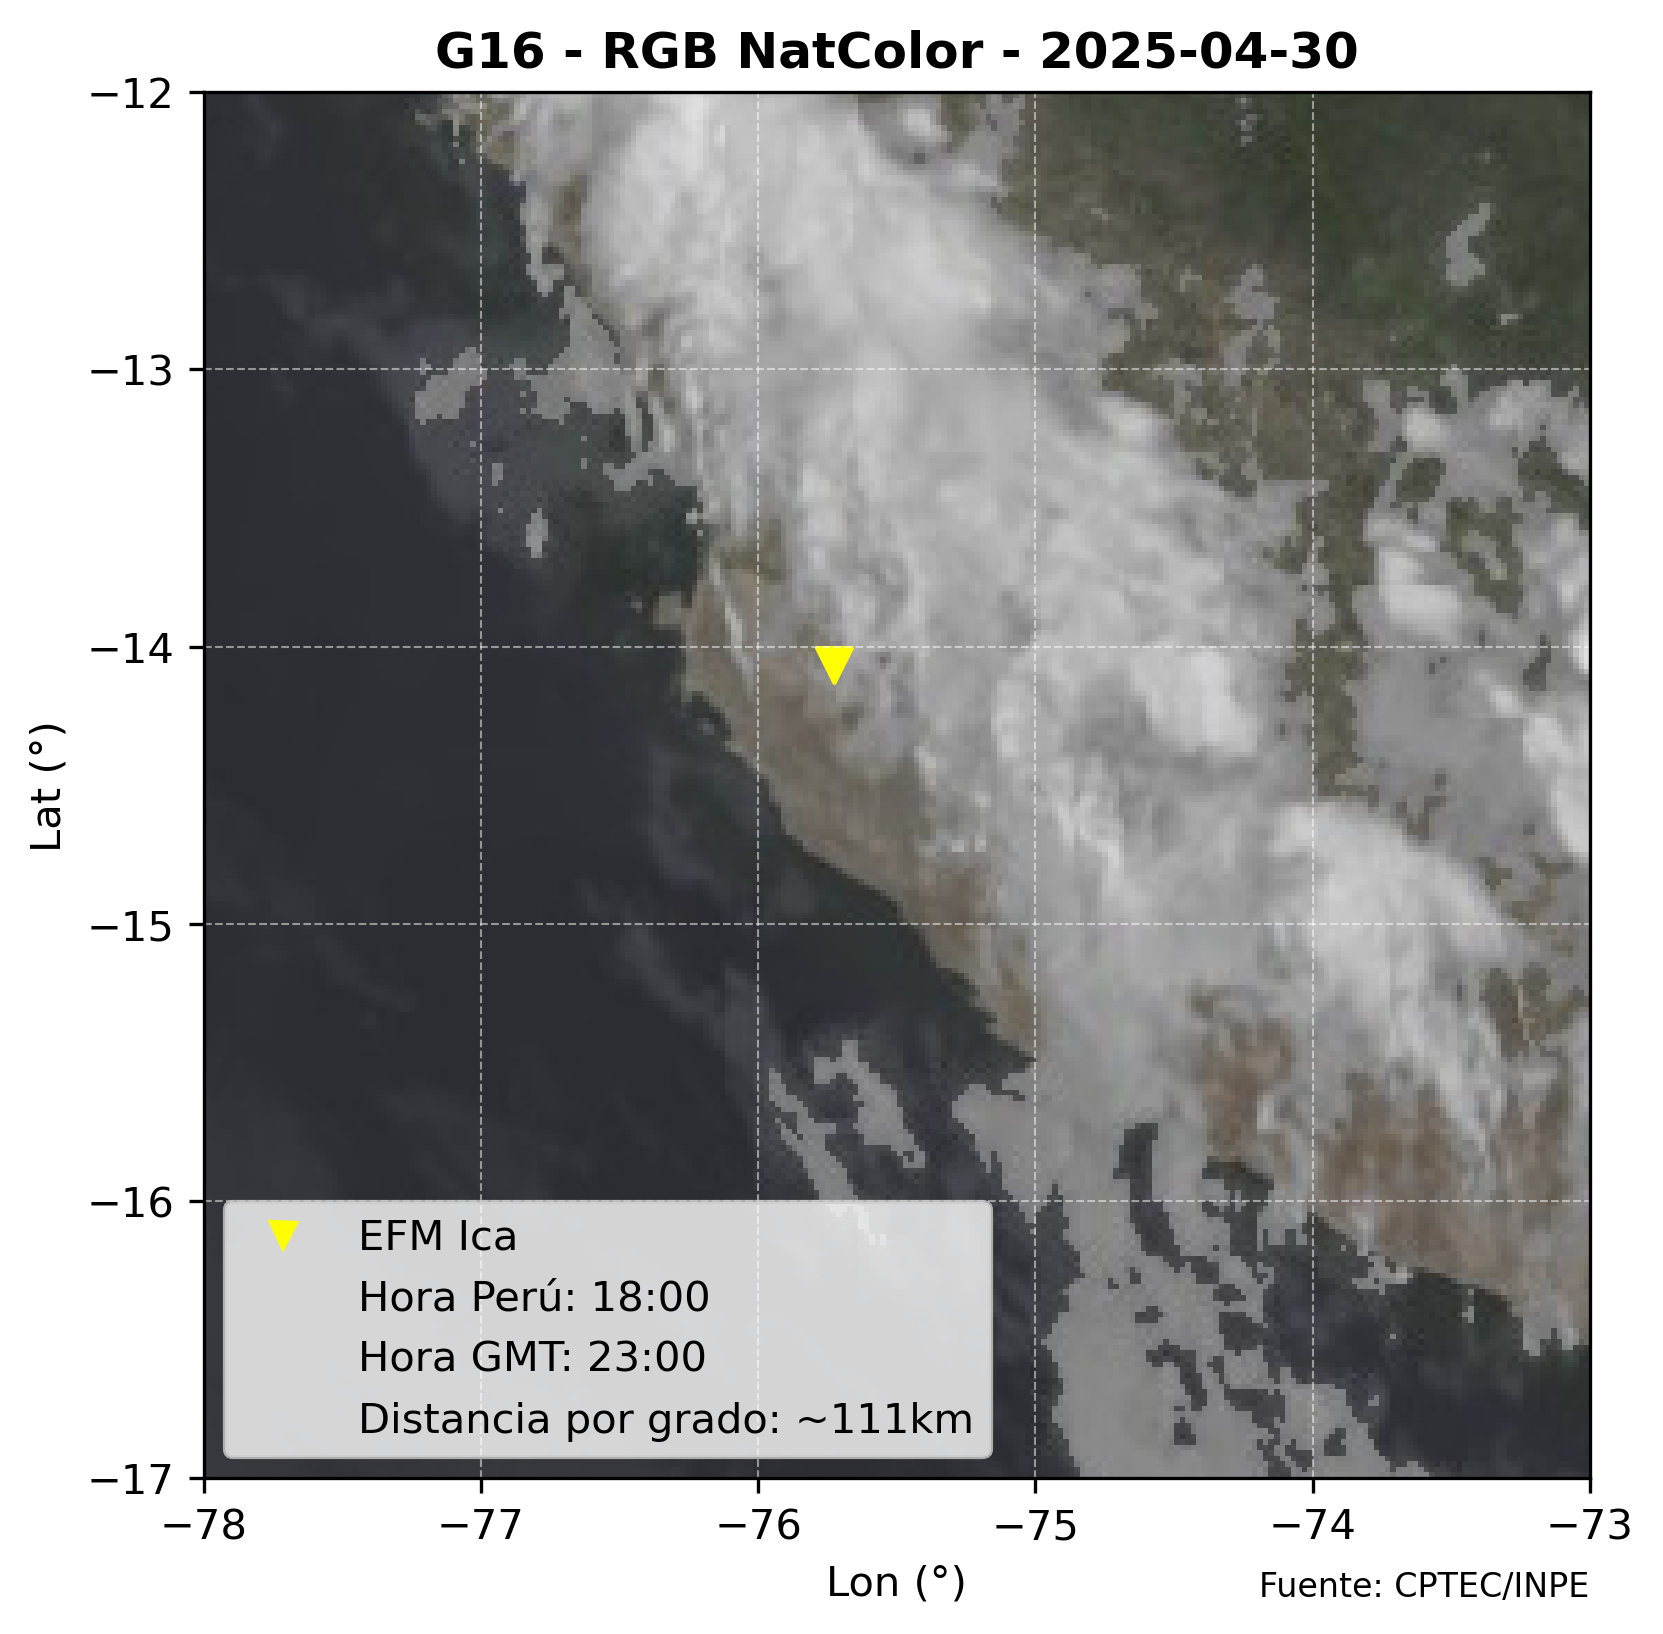 G16 - RGB NatColor - 2025-04-30
−12
−13
−14
−15
−16
−17
Lat (°)
EFM Ica
Hora Perú: 18:00
Hora GMT: 23:00
Distancia por grado: ~111km
−78 −77 −76 −75 −74 −73
Lon (°)
Fuente: CPTEC/INPE